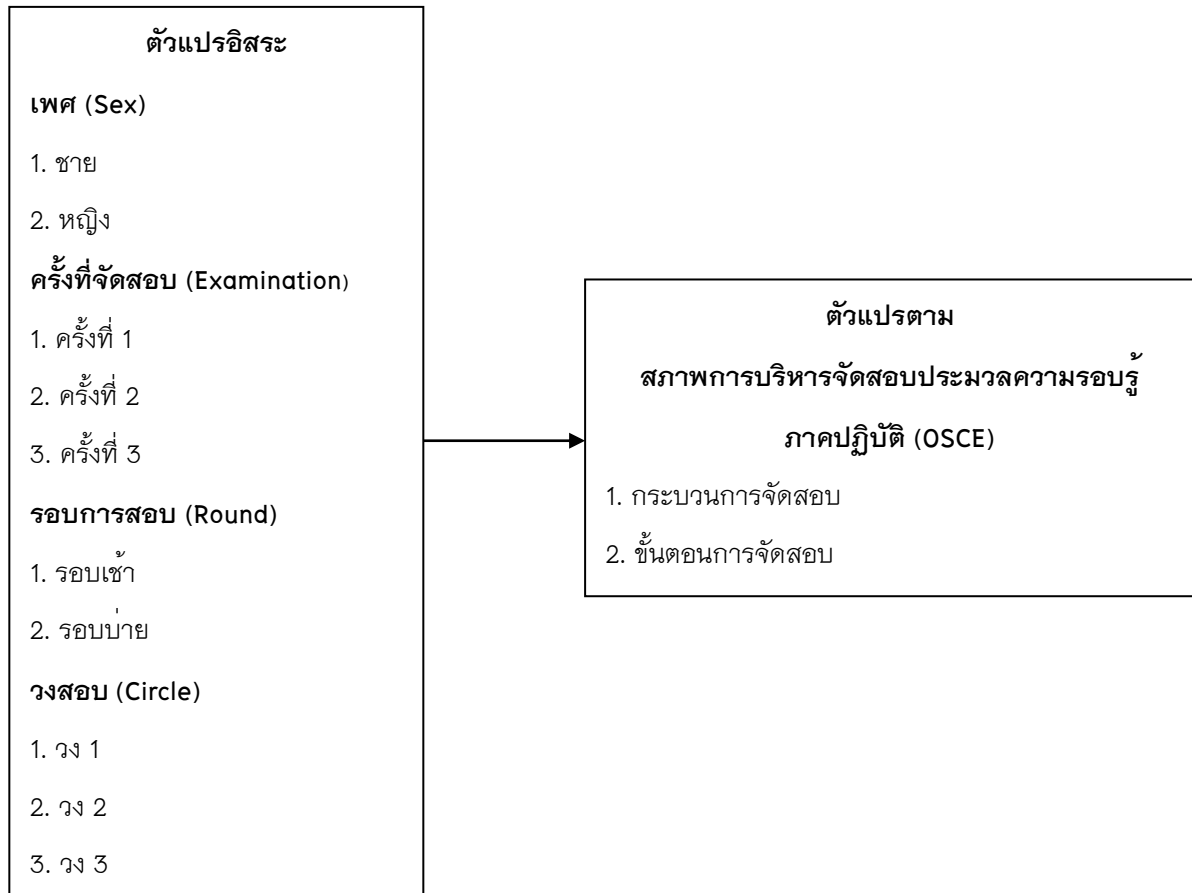 ตัวแปรอิสระ
เพศ (Sex)
1. ชาย
2. หญิง
ครั้งที่จัดสอบ (Examination)
1. ครั้งที่ 1
2. ครั้งที่ 2
3. ครั้งที่ 3
รอบการสอบ (Round)
1. รอบเช้า
2. รอบบ่าย
วงสอบ (Circle)
1. วง 1
2. วง 2
3. วง 3
ตัวแปรตาม
สภาพการบริหารจัดสอบประมวลความรอบรู้
ภาคปฏิบัติ (OSCE)
1. กระบวนการจัดสอบ
2. ขั้นตอนการจัดสอบ